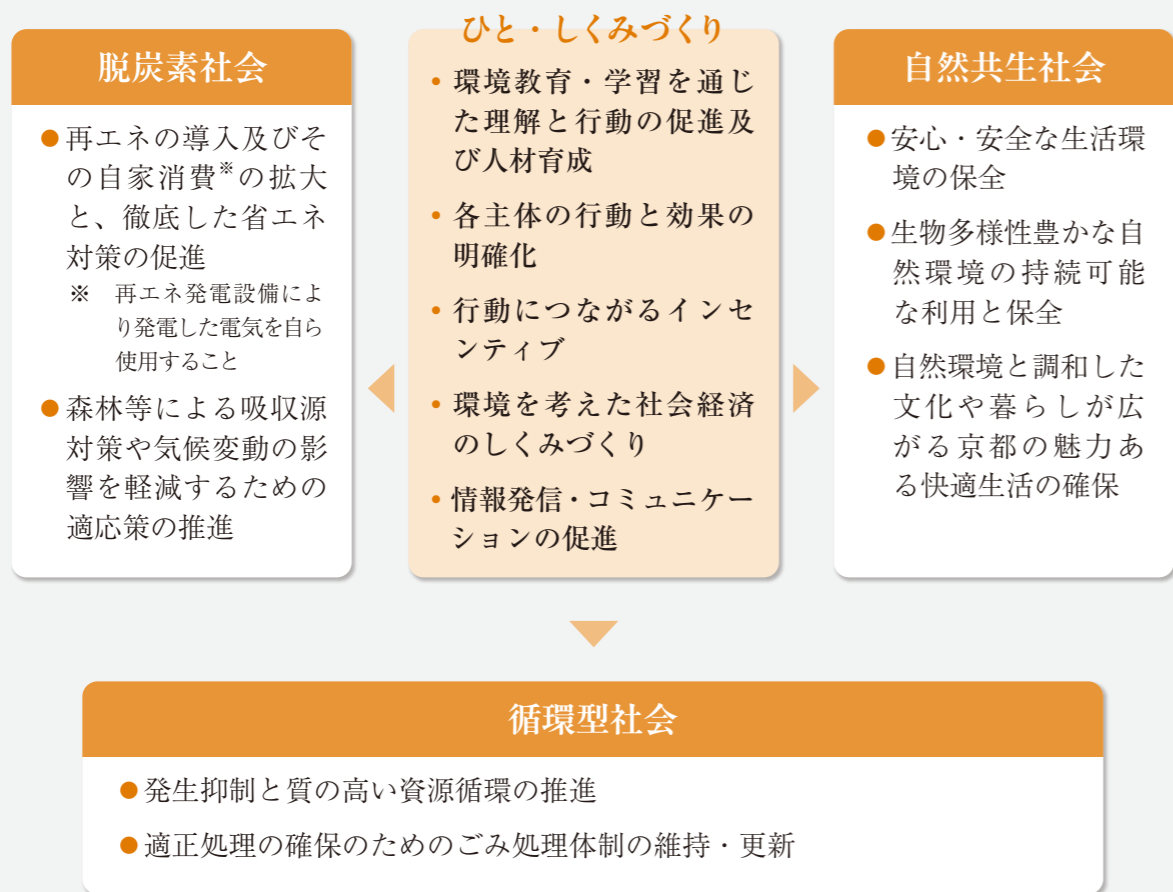 脱炭素社会
●再エネの導入及びそ
の自家消費※の拡大
と、徹底した省エネ
対策の促進
※ 再エネ発電設備によ
り発電した電気を自ら
使用すること
●森林等による吸収源
対策や気候変動の影
響を軽減するための
適応策の推進
ひと・しくみづくり
・環境教育・学習を通じ
た理解と行動の促進及
び人材育成
・各主体の行動と効果の
明確化
・行動につながるインセ
ンティブ
・環境を考えた社会経済
のしくみづくり
・情報発信・コミュニケー
ションの促進
自然共生社会
●安心・安全な生活環
境の保全
●生物多様性豊かな自
然環境の持続可能
な利用と保全
●自然環境と調和した
文化や暮らしが広
がる京都の魅力あ
る快適生活の確保
循環型社会
●発生抑制と質の高い資源循環の推進
●適正処理の確保のためのごみ処理体制の維持・更新